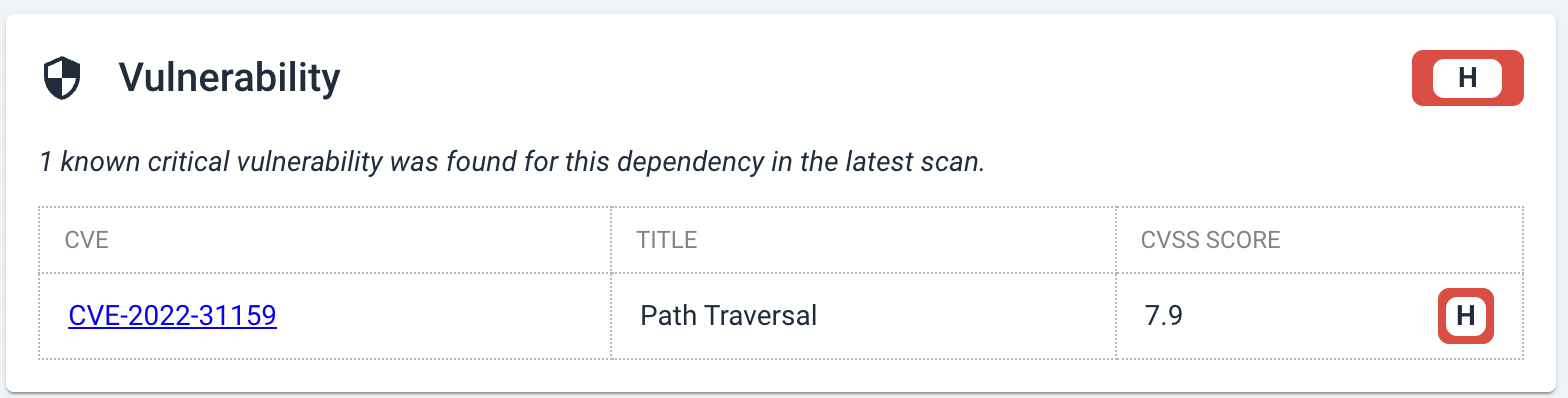 Vulnerability H
1 known critical vulnerability was found for this dependency in the latest scan.
CVE TITLE CVSS SCORE
CVE-2022-31159 Path Traversal 7.9 H